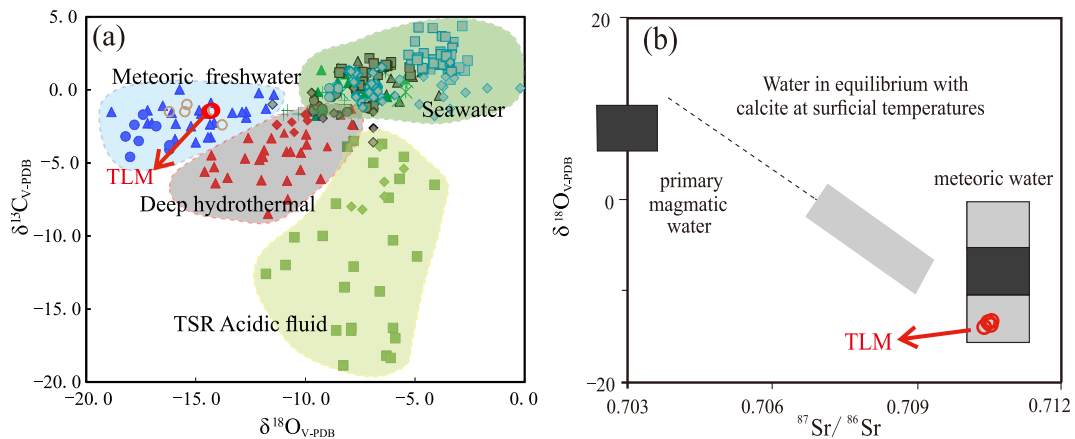 (a)
5.0
0.0
−5.0
−10.0
−15.0
−20.0
δ¹³C V-PDB
Meteoric freshwater
Seawater
TLM
Deep hydrothermal
TSR Acidic fluid
−20.0
−15.0
−10.0
−5.0
0.0
δ¹⁸O V-PDB
(b)
20
0
−20
δ ¹⁸O V-PDB
Water in equilibrium with
calcite at surficial temperatures
primary
magmatic
water
meteoric water
TLM
0.703
0.706
0.709
0.712
⁸⁷Sr/ ⁸⁶Sr